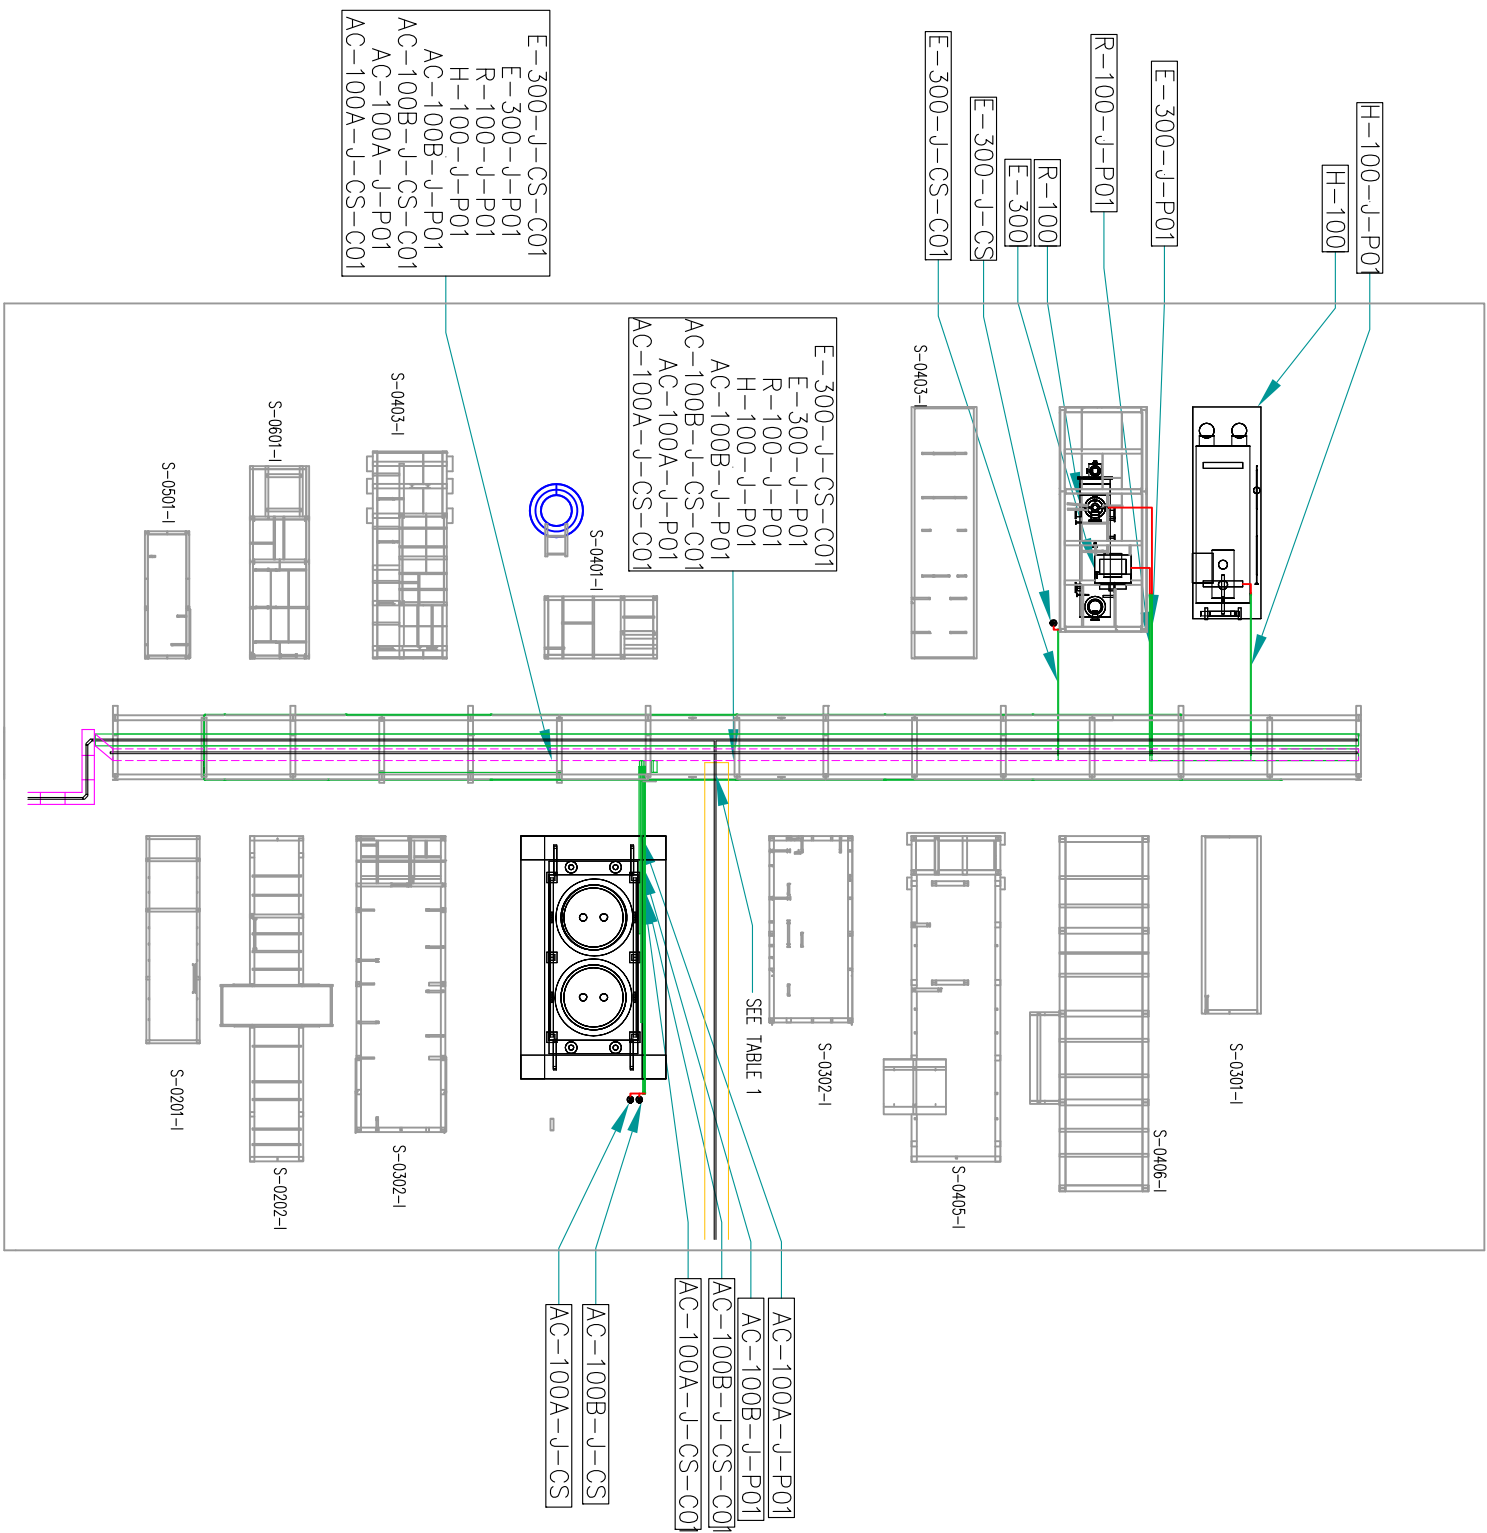 H-100-J-P01
H-100
E-300-J-P01
R-100-J-P01
R-100
E-300
E-300-J-CS
E-300-J-CS-C01
E-300-J-CS-C01
E-300-J-P01
R-100-J-P01
H-100-J-P01
AC-100B-J-P01
AC-100B-J-CS-C01
AC-100A-J-P01
AC-100A-J-CS-C01
E-300-J-CS-C01
E-300-J-P01
R-100-J-P01
H-100-J-P01
AC-100B-J-P01
AC-100B-J-CS-C01
AC-100A-J-P01
AC-100A-J-CS-C01
S-0403-I
S-0401-I
S-0403-I
S-0601-I
S-0501-I
S-0301-I
S-0406-I
S-0405-I
S-0302-I
SEE TABLE 1
S-0302-I
S-0202-I
S-0201-I
AC-100A-J-P01
AC-100B-J-P01
AC-100B-J-CS-C01
AC-100A-J-CS-C01
AC-100B-J-CS
AC-100A-J-CS